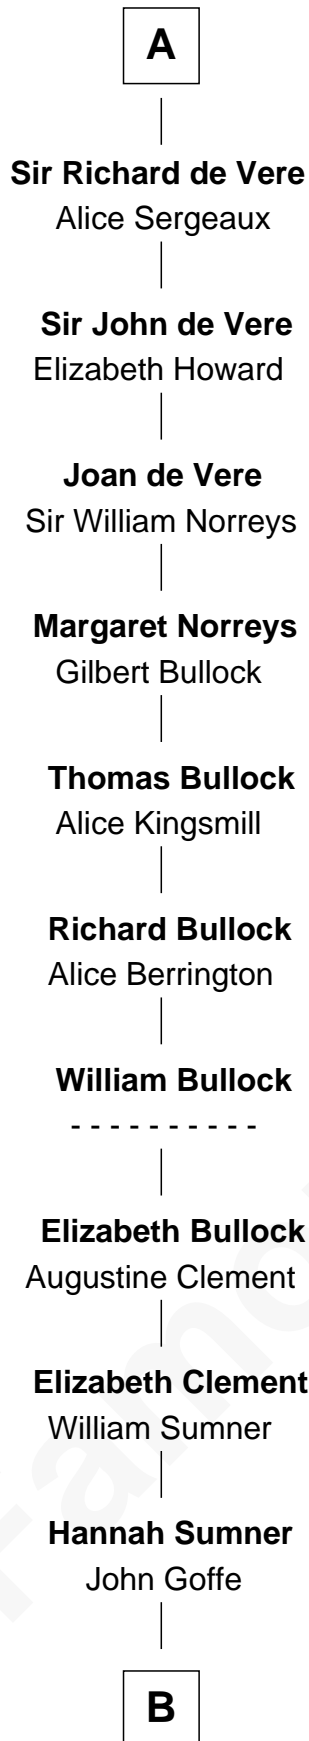 A
Sir Richard de Vere
Alice Sergeaux
Sir John de Vere
Elizabeth Howard
Joan de Vere
Sir William Norreys
Margaret Norreys
Gilbert Bullock
Thomas Bullock
Alice Kingsmill
Richard Bullock
Alice Berrington
William Bullock
- - - - - - - - - -
Elizabeth Bullock
Augustine Clement
Elizabeth Clement
William Sumner
Hannah Sumner
John Goffe
B